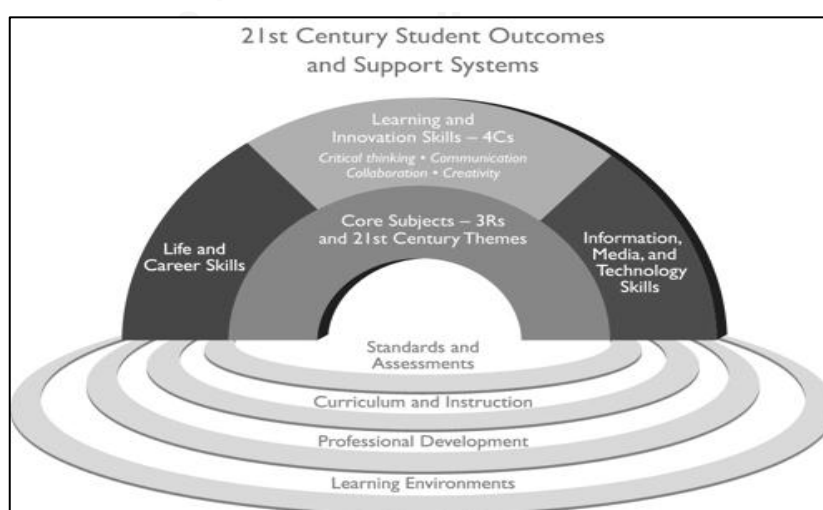 21st Century Student Outcomes
and Support Systems
Learning and
Innovation Skills – 4Cs
Critical thinking • Communication
Collaboration • Creativity
Core Subjects – 3Rs
and 21st Century Themes
Life and
Career Skills
Information,
Media, and
Technology
Skills
Standards and
Assessments
Curriculum and Instruction
Professional Development
Learning Environments